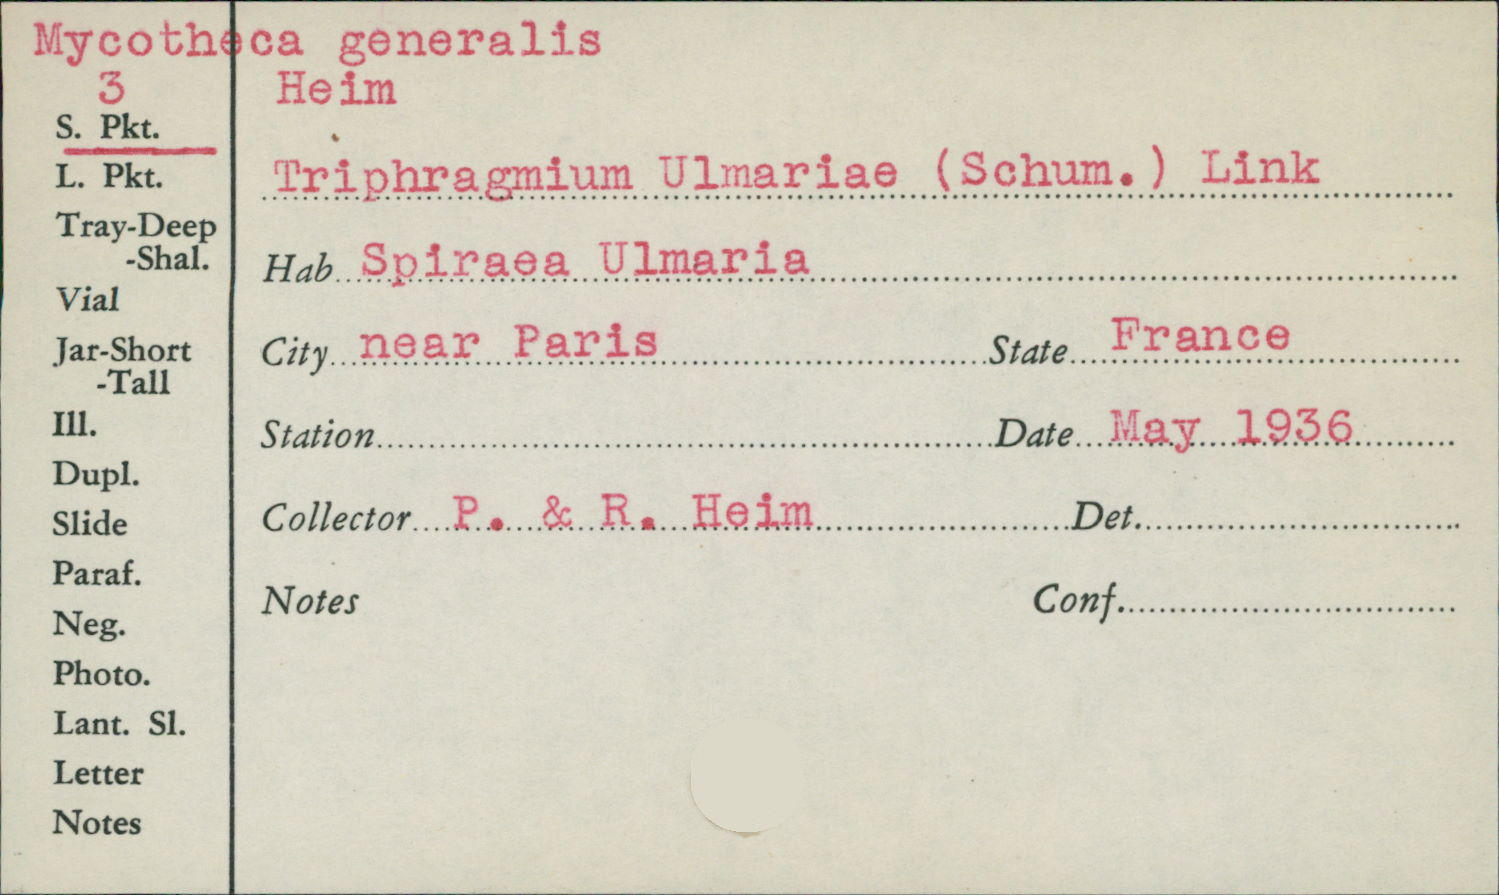 Mycotheca generalis
3 Heim
S. Pkt.
L. Pkt.
Tray-Deep
-Shal.
Vial
Jar-Short
-Tall
Ill.
Dupl.
Slide
Paraf.
Neg.
Photo.
Lant. Sl.
Letter
Notes
Triphragmium Ulmariae (Schum.) Link
Hab Spiraea Ulmaria
City near Paris State France
Station Date May 1936
Collector P. & R. Heim Det.
Notes Conf.